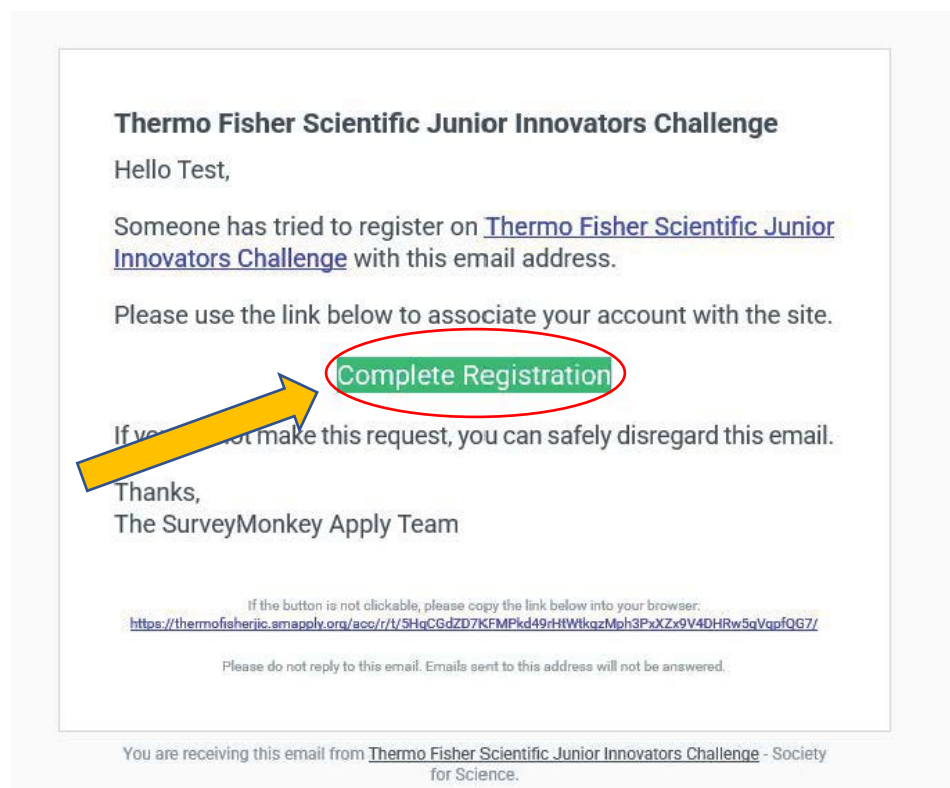 Thermo Fisher Scientific Junior Innovators Challenge
Hello Test,
Someone has tried to register on Thermo Fisher Scientific Junior
Innovators Challenge with this email address.
Please use the link below to associate your account with the site.
Complete Registration
If make this request, you can safely disregard this email.
Thanks,
The SurveyMonkey Apply Team
If the button is not clickable, please copy the link below into your browser:
https://thermofisherjic.smapply.org/acc/r/t/5HqCGdZD7KFMPkd49rHtWtkqzMph3PxXZx9V4DHRw5qVqpfQG7/
Please do not reply to this email. Emails sent to this address will not be answered.
You are receiving this email from Thermo Fisher Scientific Junior Innovators Challenge - Society
for Science.